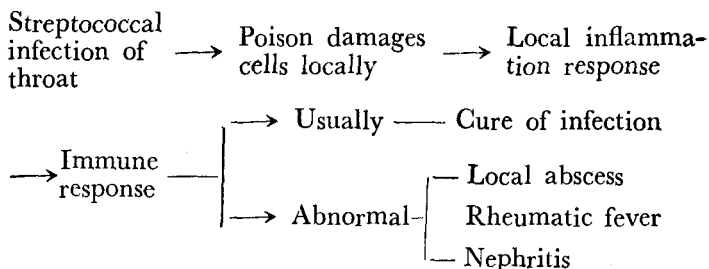 Streptococcal
infection of
throat
Poison damages
cells locally
Local inflamma-
tion response
Immune
response
Usually
Cure of infection
Abnormal
Local abscess
Rheumatic fever
Nephritis